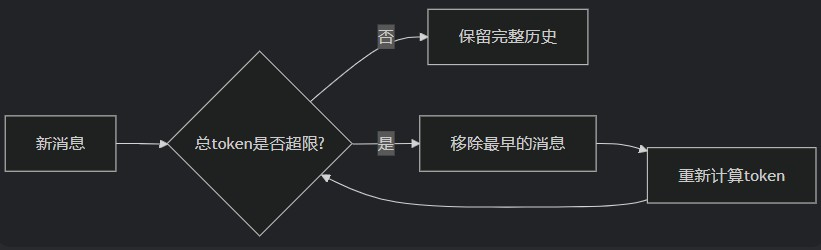 否
保留完整历史
新消息
总token是否超限?
是
移除最早的消息
重新计算token